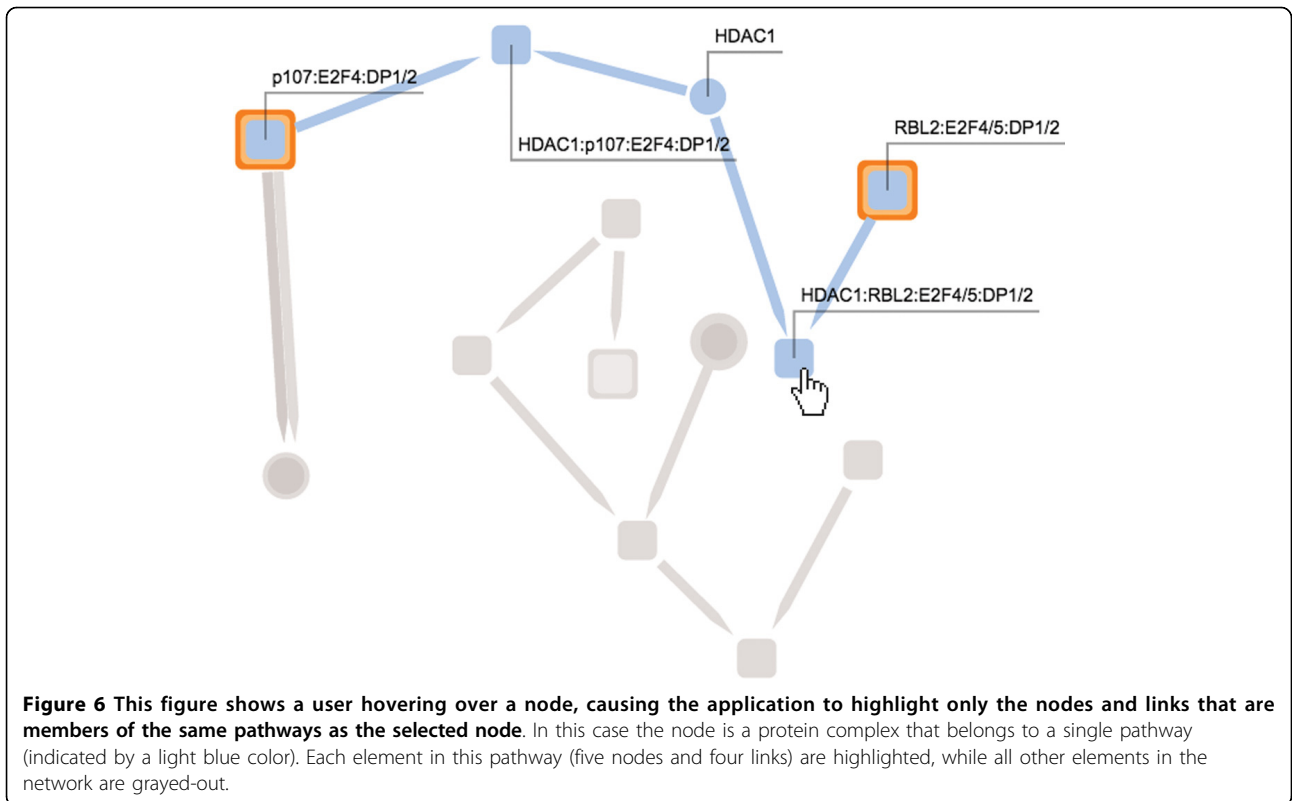 HDAC1
p107:E2F4:DP1/2
RBL2:E2F4/5:DP1/2
HDAC1:p107:E2F4:DP1/2
HDAC1:RBL2:E2F4/5:DP1/2
Figure 6 This figure shows a user hovering over a node, causing the application to highlight only the nodes and links that are
members of the same pathways as the selected node. In this case the node is a protein complex that belongs to a single pathway
(indicated by a light blue color). Each element in this pathway (five nodes and four links) are highlighted, while all other elements in the
network are grayed-out.